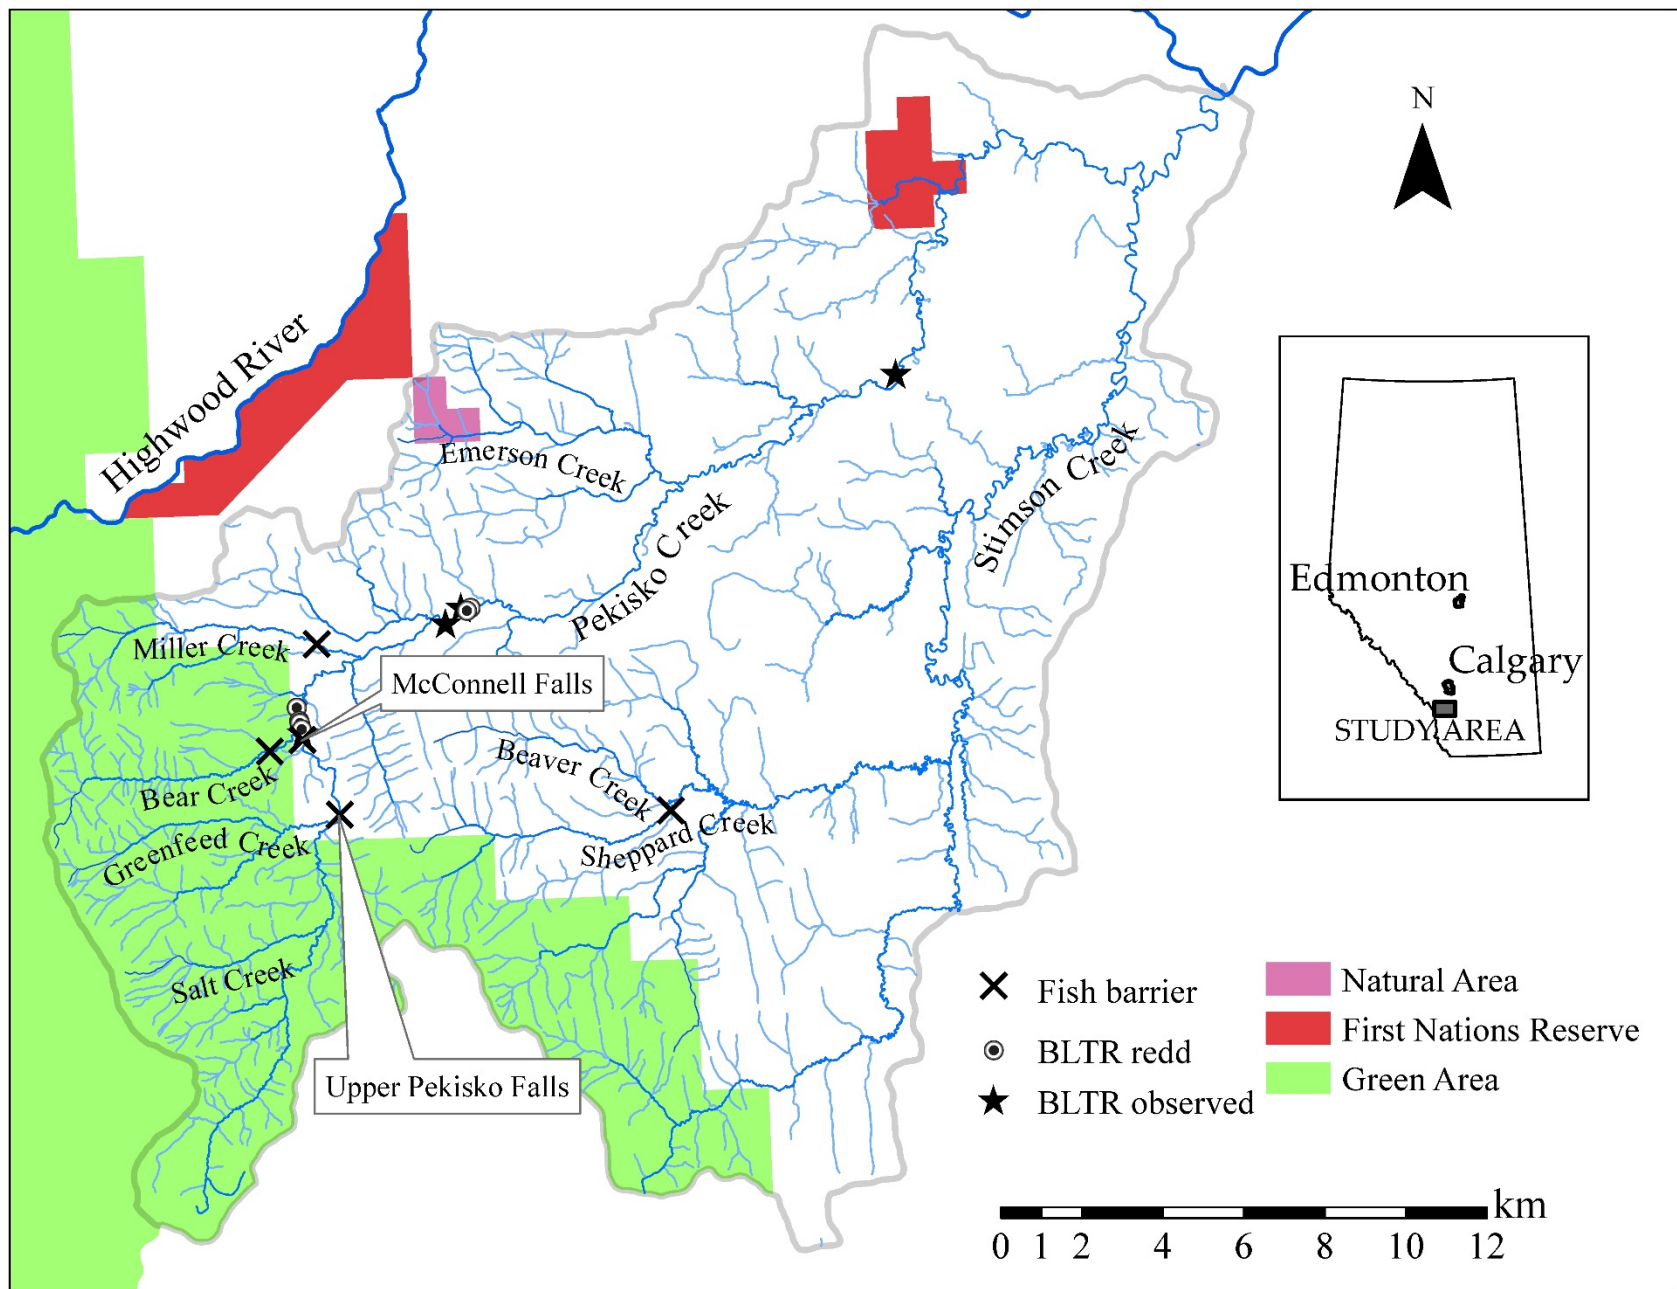 N
Highwood River
Emerson Creek
Stimson Creek
Pekisko Creek
Edmonton
Calgary
STUDY AREA
Miller Creek
McConnell Falls
Beaver Creek
Bear Creek
Sheppard Creek
Greenfeed Creek
Salt Creek
Upper Pekisko Falls
Fish barrier
BLTR redd
BLTR observed
Natural Area
First Nations Reserve
Green Area
km
0 1 2 4 6 8 10 12